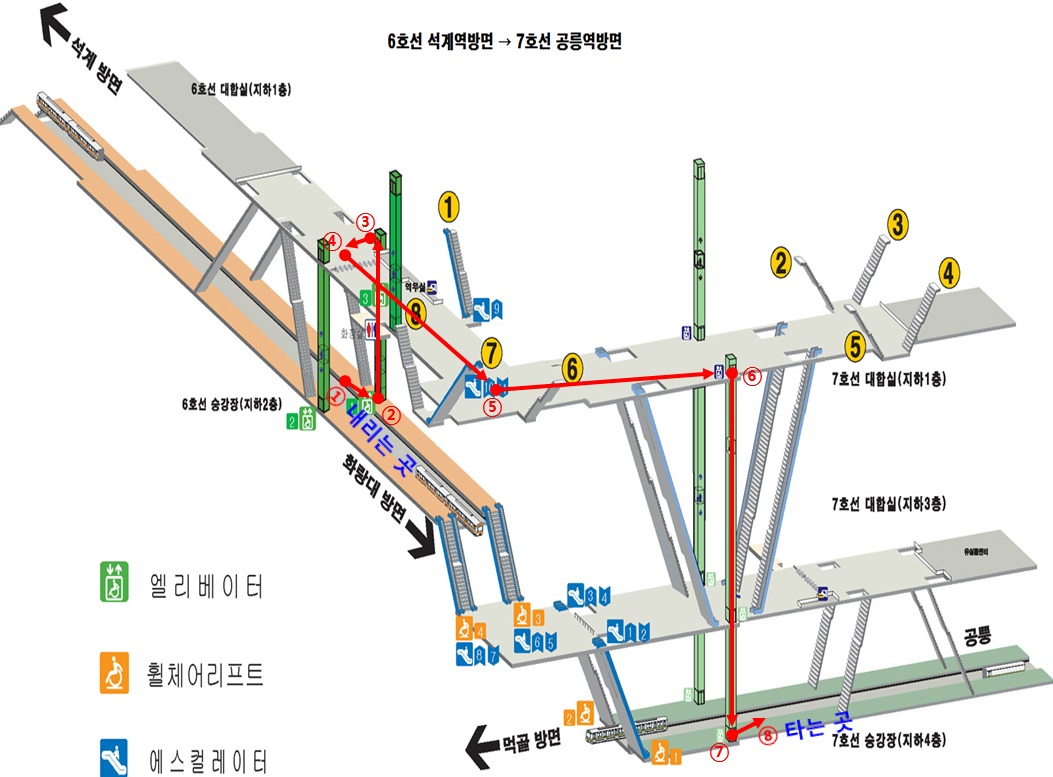 6호선 석계역방면 → 7호선 공릉역방면
석계 방면
6호선 대합실(지하1층)
1
3
2
4
③
④
역무실
3
8
9
화장실
7
6
5
⑤
⑥
7호선 대합실(지하1층)
6호선 승강장(지하2층)
①
②
2
내리는 곳
화랑대 방면
7호선 대합실(지하3층)
유실물센터
엘리베이터
3 4
3
4
1 2
6 5
8 7
공릉
휠체어리프트
2
먹골 방면
⑦
⑧
타는 곳
7호선 승강장(지하4층)
1
에스컬레이터